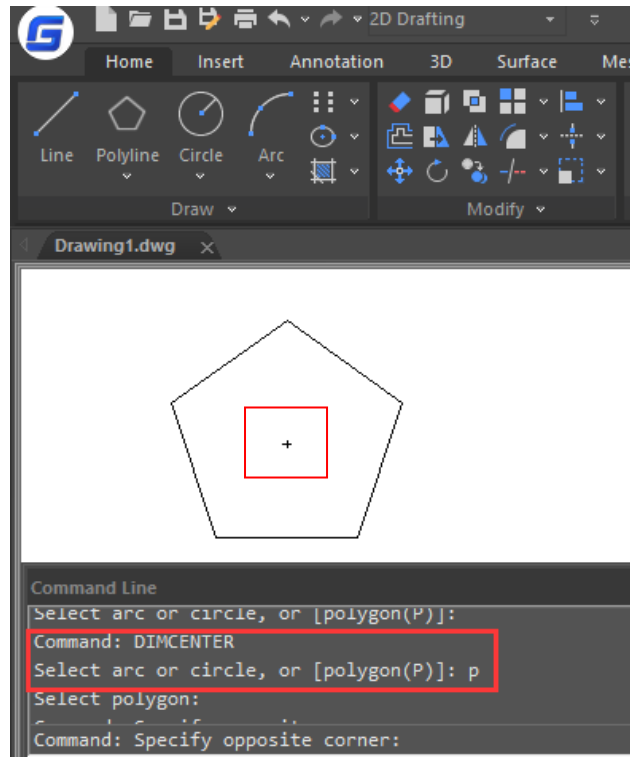 2D Drafting
Home Insert Annotation 3D Surface Mes
Line Polyline Circle Arc
Draw Modify
Drawing1.dwg
Command Line
Select arc or circle, or [polygon(P)]:
Command: DIMCENTER
Select arc or circle, or [polygon(P)]: p
Select polygon:
Command: Specify opposite corner: